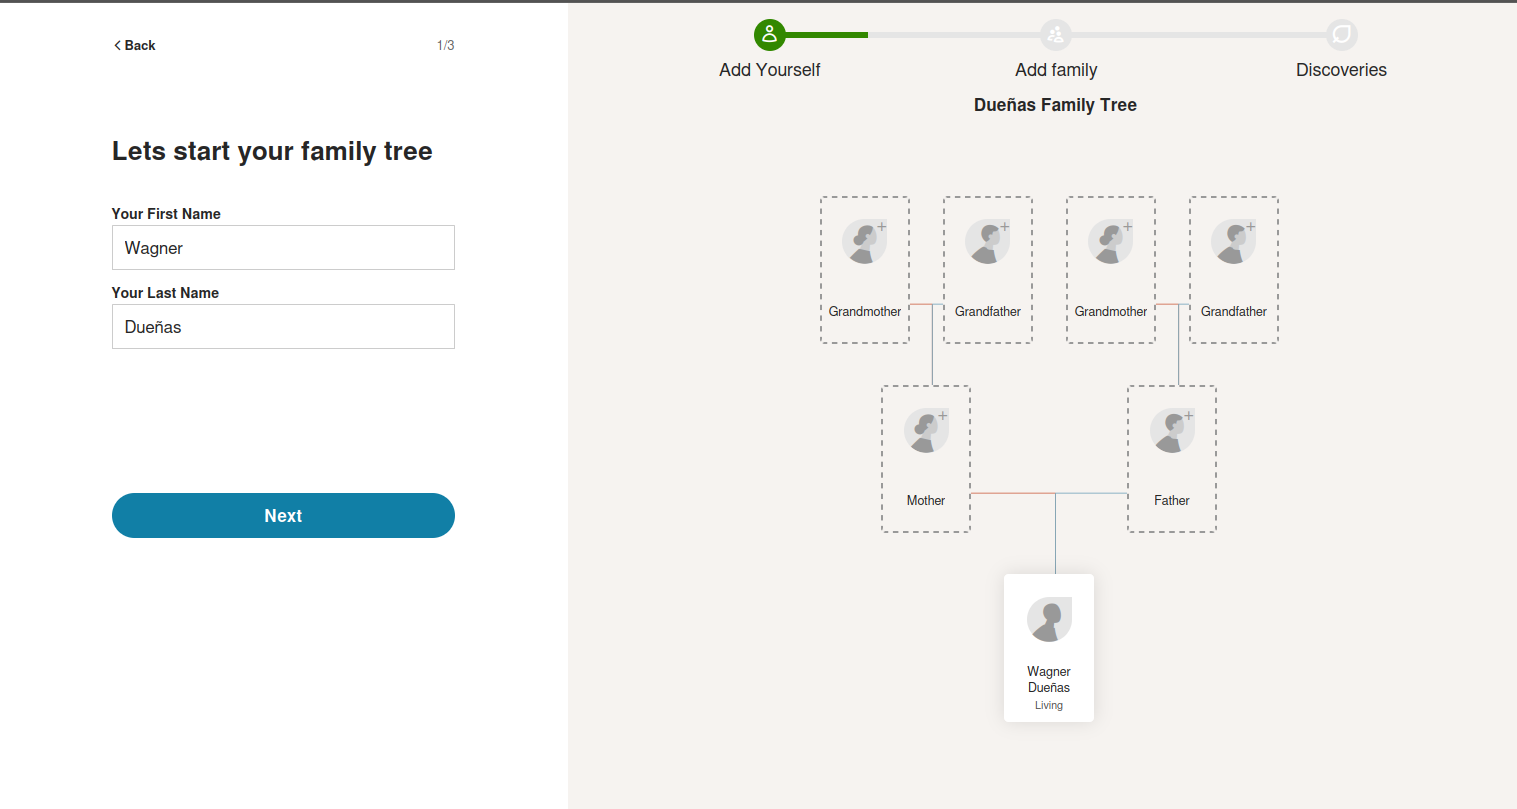 Back
1/3
Lets start your family tree
Your First Name
Wagner
Your Last Name
Dueñas
Next
Add Yourself
Add family
Discoveries
Dueñas Family Tree
Grandmother
Grandfather
Grandmother
Grandfather
Mother
Father
Wagner
Dueñas
Living